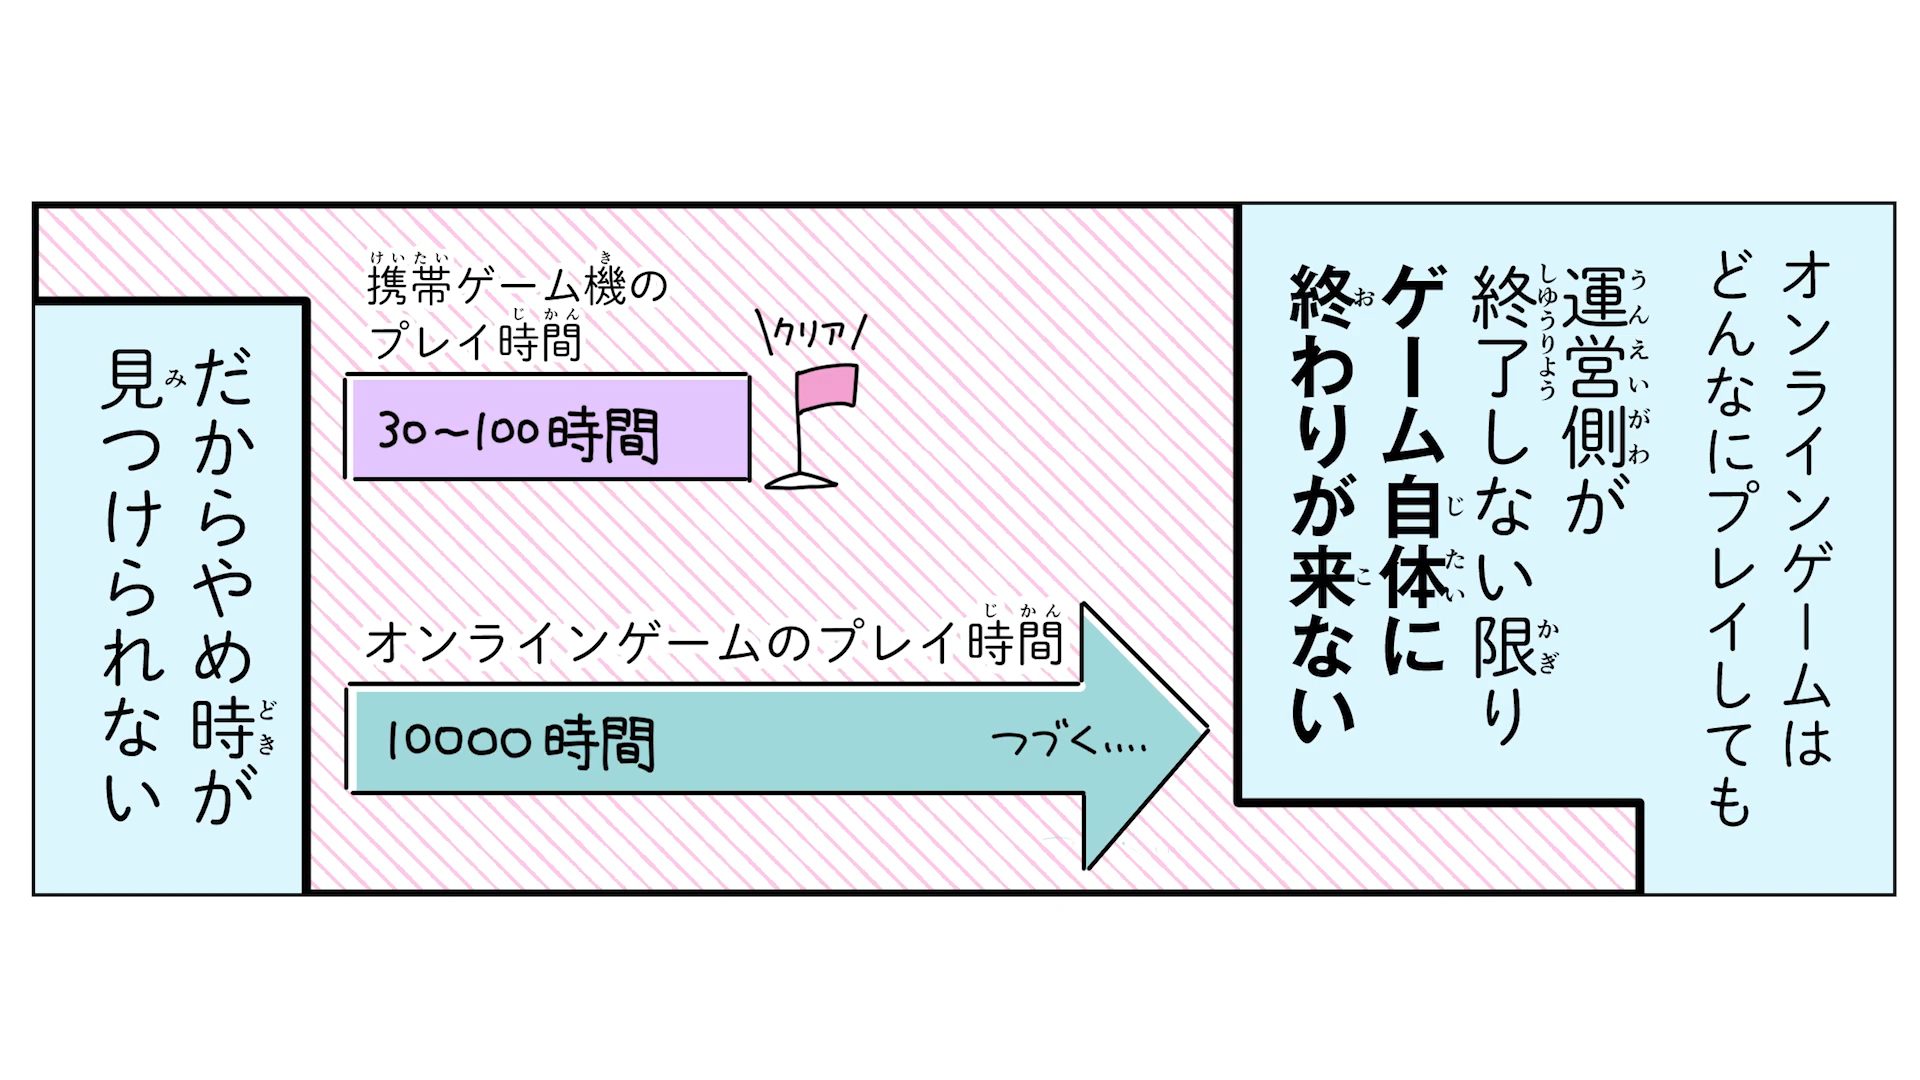 オンラインゲームは
どんなにプレイしても
運営側が
終了しない限り
ゲーム自体に
終わりが来ない
携帯ゲーム機の
プレイ時間
\クリア/
30〜100時間
オンラインゲームのプレイ時間
10000時間
つづく....
だからやめ時が
見つけられない